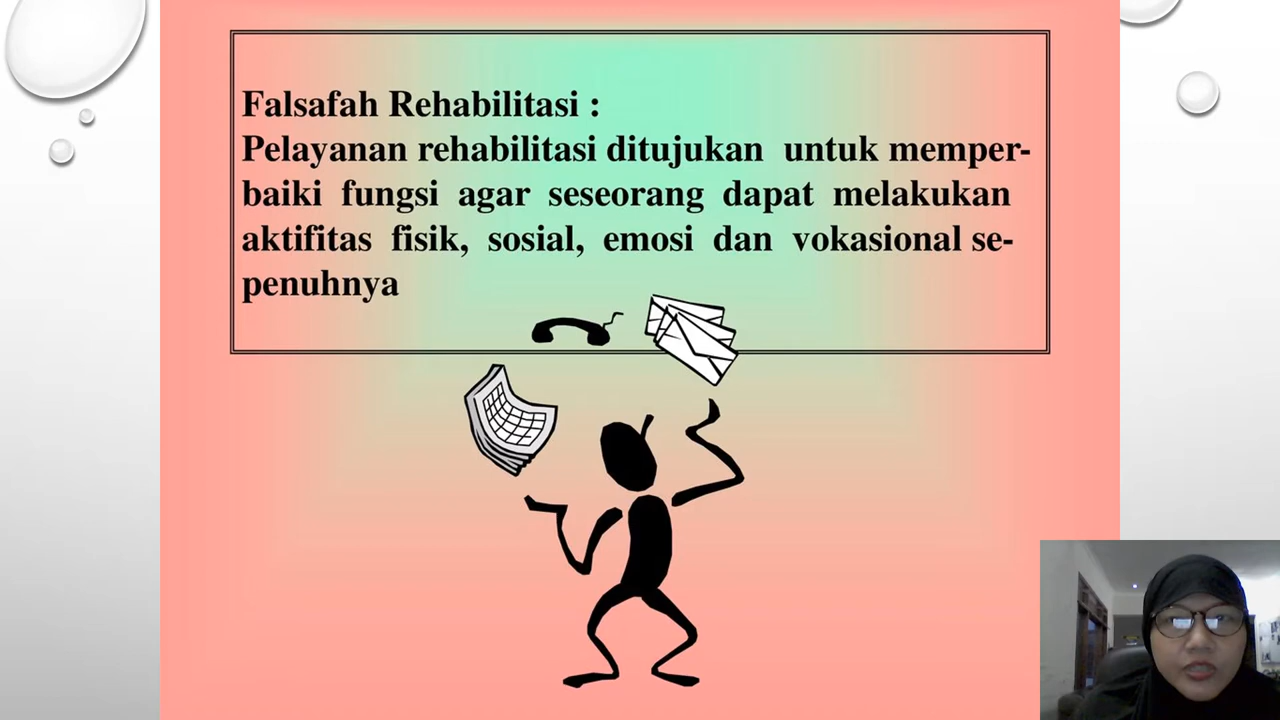 Falsafah Rehabilitasi :
Pelayanan rehabilitasi ditujukan untuk memper-
baiki fungsi agar seseorang dapat melakukan
aktifitas fisik, sosial, emosi dan vokasional se-
penuhnya